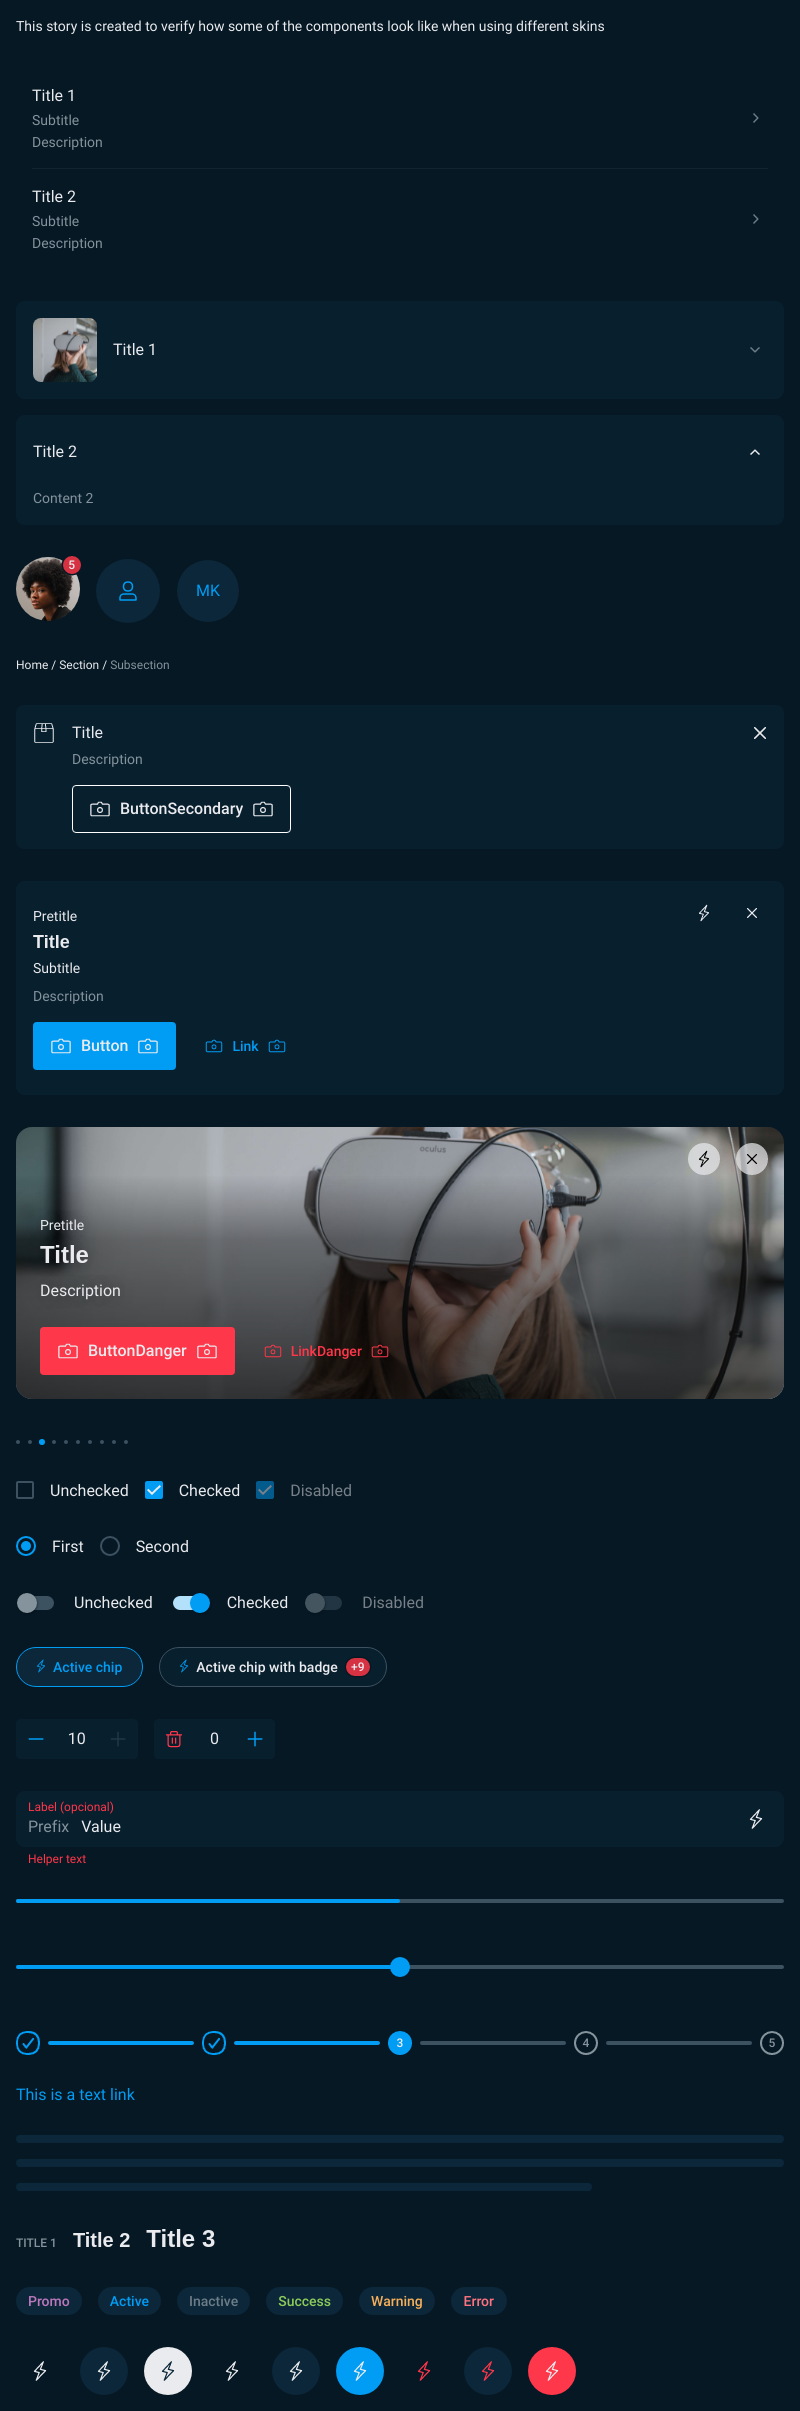 This story is created to verify how some of the components look like when using different skins
Title 1
Subtitle
Description
Title 2
Subtitle
Description
Title 1
Title 2
Content 2
5
MK
Home / Section / Subsection
Title
Description
ButtonSecondary
Pretitle
Title
Subtitle
Description
Button Link
oculus
Pretitle
Title
Description
ButtonDanger LinkDanger
Unchecked Checked Disabled
First Second
Unchecked Checked Disabled
Active chip Active chip with badge +9
10 0
Label (opcional)
Prefix Value
Helper text
3 4 5
This is a text link
TITLE 1 Title 2 Title 3
Promo Active Inactive Success Warning Error